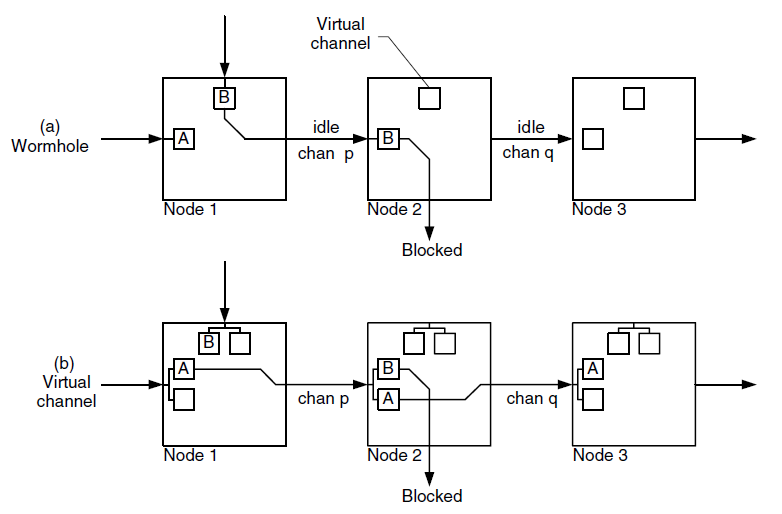 Virtual
channel
B
(a)
Wormhole
A
idle
chan p
B
idle
chan q
Node 1
Node 2
Node 3
Blocked
(b)
Virtual
channel
B
A
chan p
B
A
chan q
A
Node 1
Node 2
Node 3
Blocked